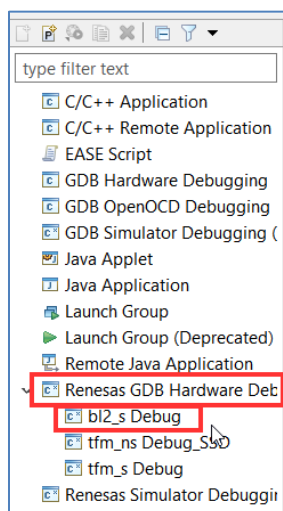 type filter text
C/C++ Application
C/C++ Remote Application
EASE Script
GDB Hardware Debugging
GDB OpenOCD Debugging
GDB Simulator Debugging (
Java Applet
Java Application
Launch Group
Launch Group (Deprecated)
Remote Java Application
Renesas GDB Hardware Deb
bl2_s Debug
tfm_ns Debug_SSD
tfm_s Debug
Renesas Simulator Debuggin